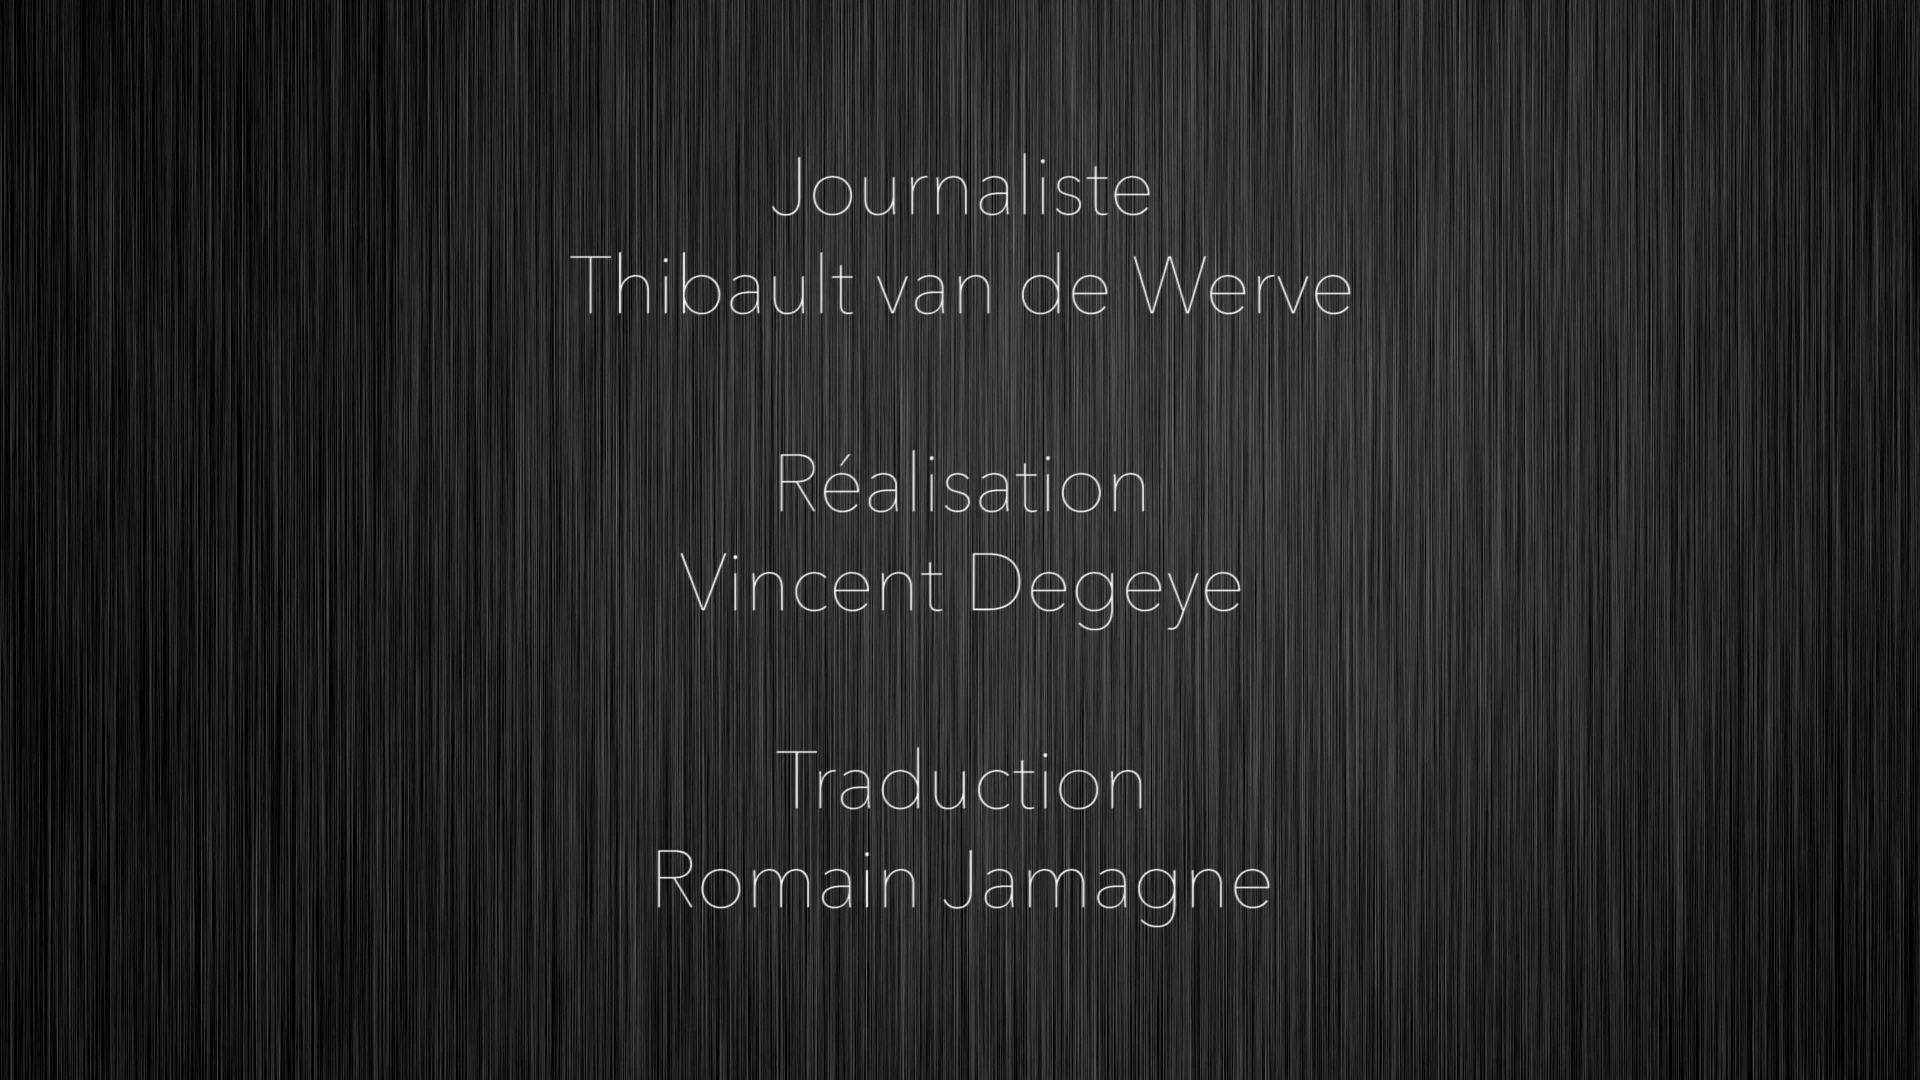 Journaliste
Thibault van de Werve
Réalisation
Vincent Degeye
Traduction
Romain Jamagne